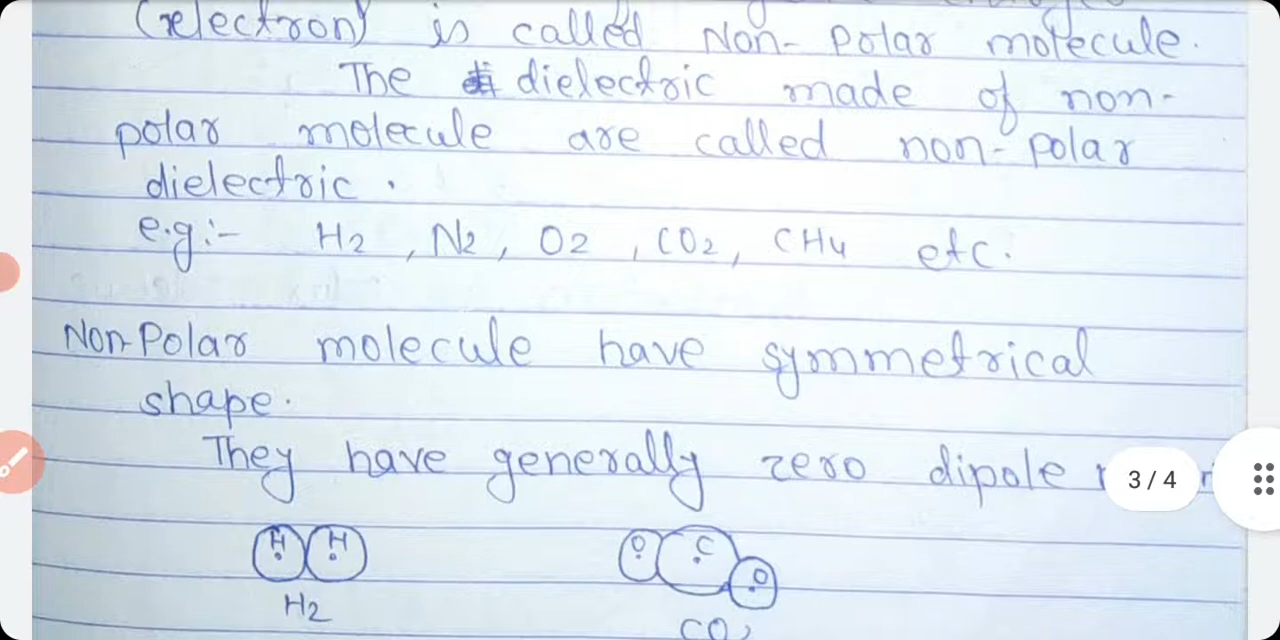 (electron) is called Non-Polar molecule.
The dielectric made of non-
polar molecule are called non-polar
dielectric.
e.g:- H2, N2, O2, CO2, CH4 etc.
Non-Polar molecule have symmetrical
shape.
They have generally zero dipole
3/4
H H
O C O
H2
CO2